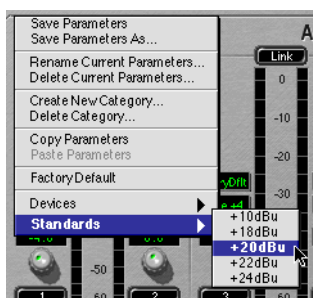 Save Parameters
Save Parameters As...
Rename Current Parameters...
Delete Current Parameters...
Create New Category...
Delete Category...
Copy Parameters
Paste Parameters
Factory Default
Devices
Standards
+10dBu
+18dBu
+20dBu
+22dBu
+24dBu
A
Link
0
-10
-20
-30
-50
-60
60
1
2
3